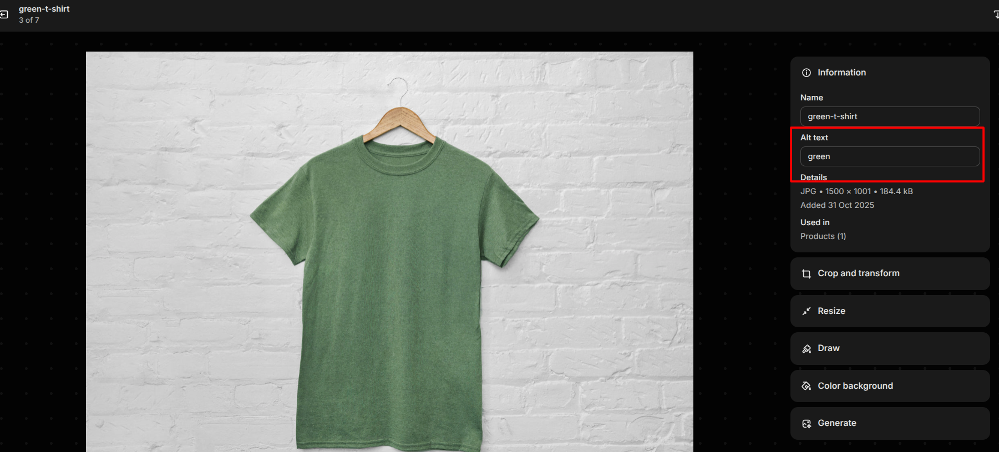 green-t-shirt
3 of 7
Information
Name
green-t-shirt
Alt text
green
Details
JPG • 1500 × 1001 • 184.4 kB
Added 31 Oct 2025
Used in
Products (1)
Crop and transform
Resize
Draw
Color background
Generate